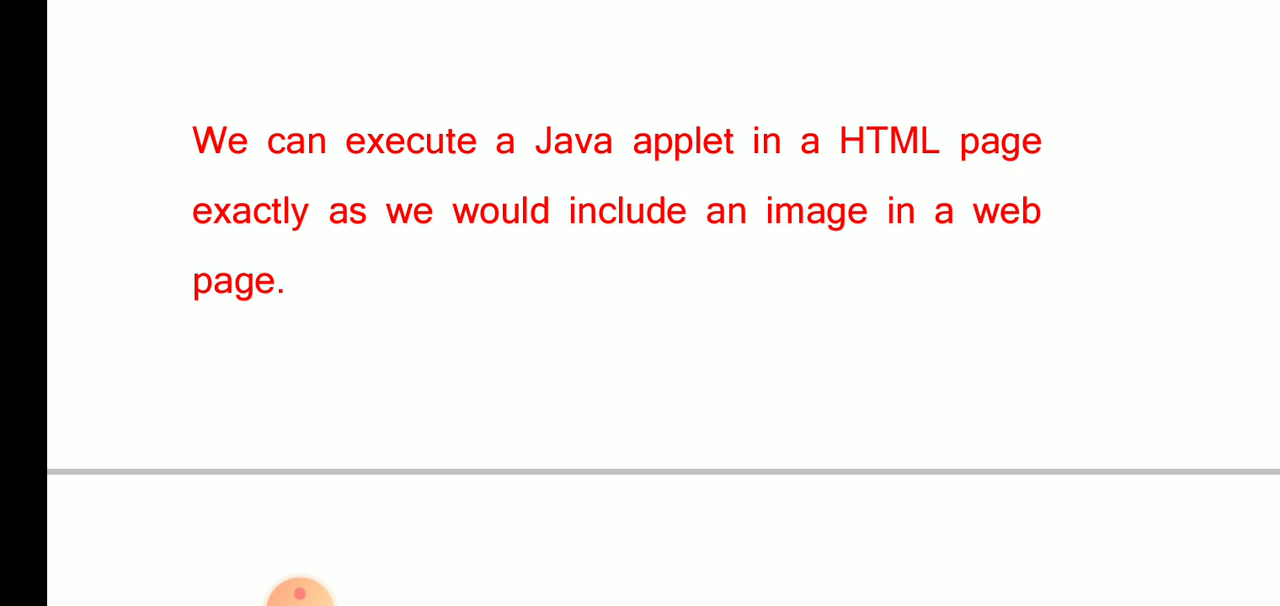 We can execute a Java applet in a HTML page
exactly as we would include an image in a web
page.